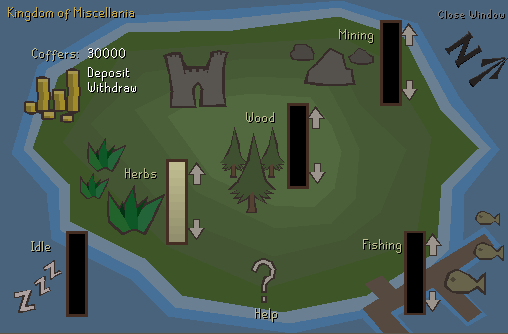 Kingdom of Miscellania
Close Window
Mining
Coffers: 30000
Deposit
Withdraw
Wood
Herbs
Idle
Fishing
Help